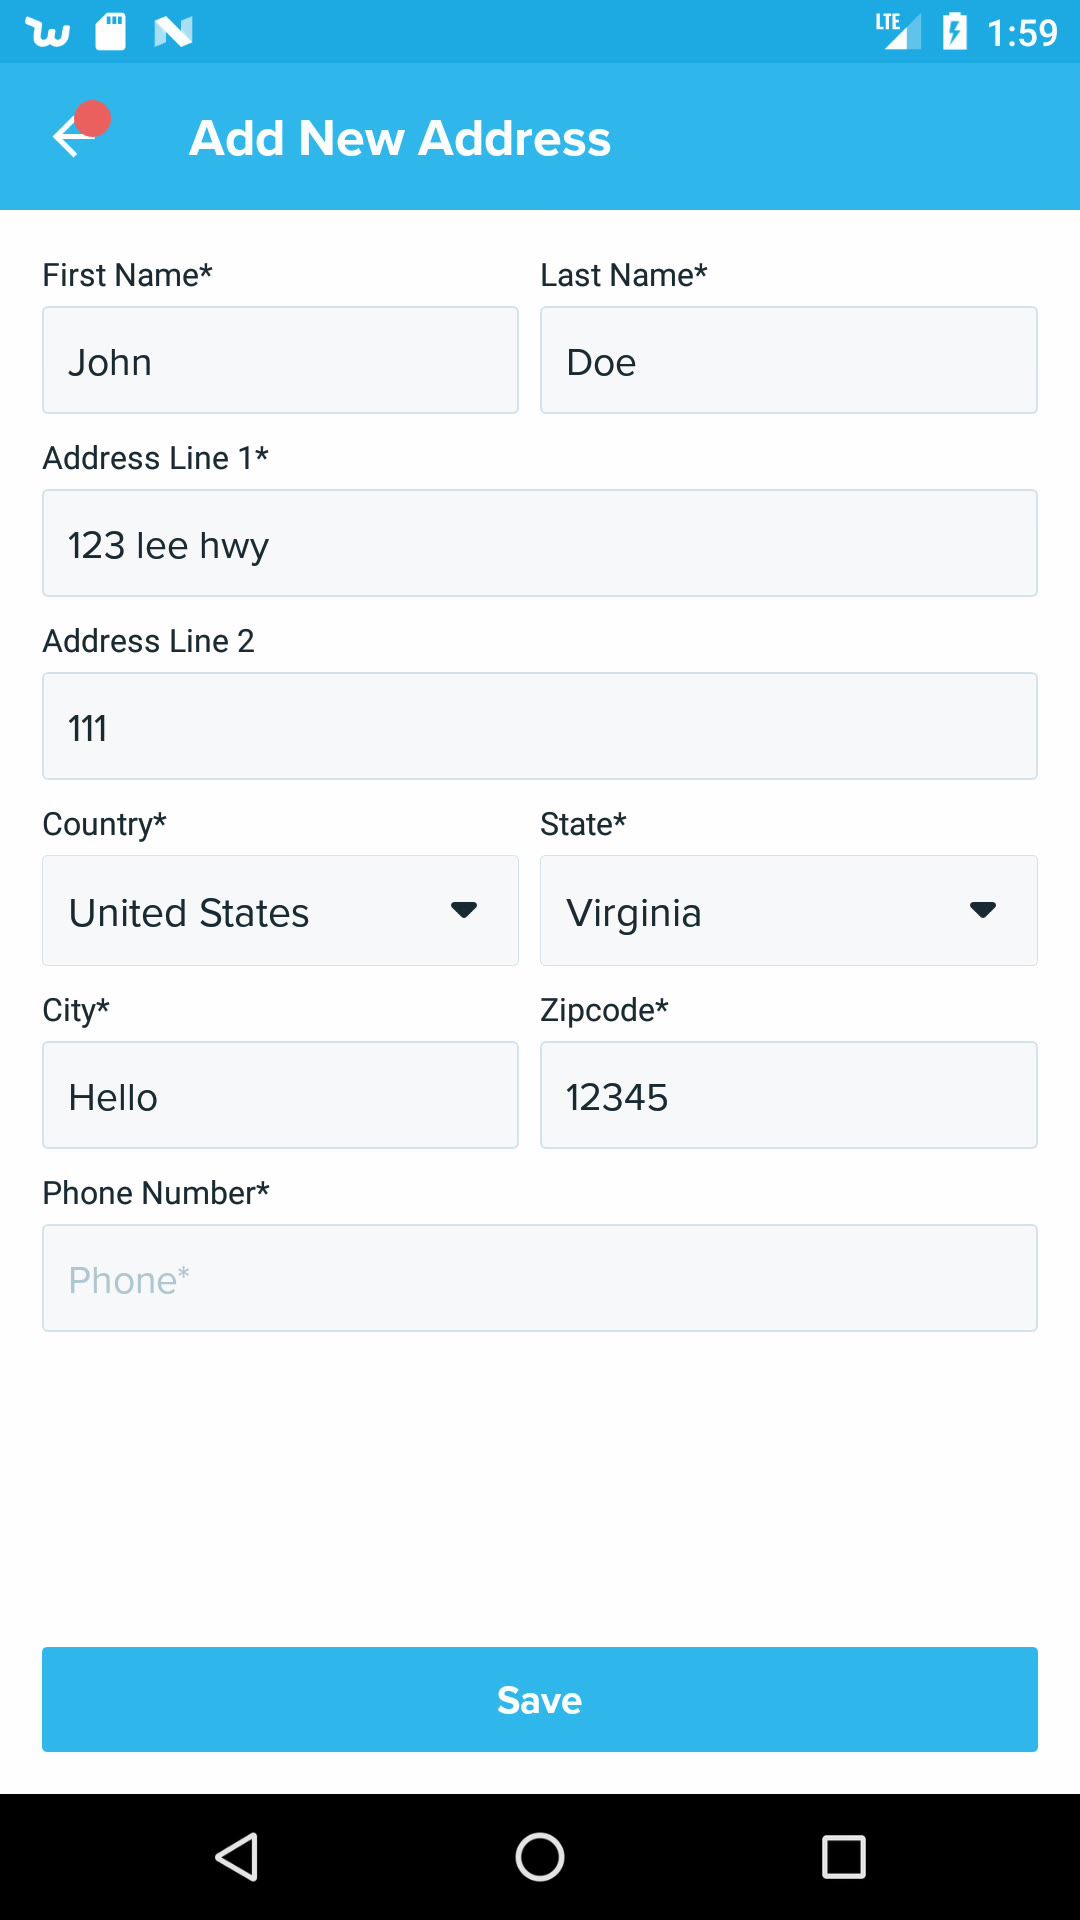 LTE 1:59
Add New Address
First Name* Last Name*
John Doe
Address Line 1*
123 lee hwy
Address Line 2
111
Country* State*
United States Virginia
City* Zipcode*
Hello 12345
Phone Number*
Phone*
Save